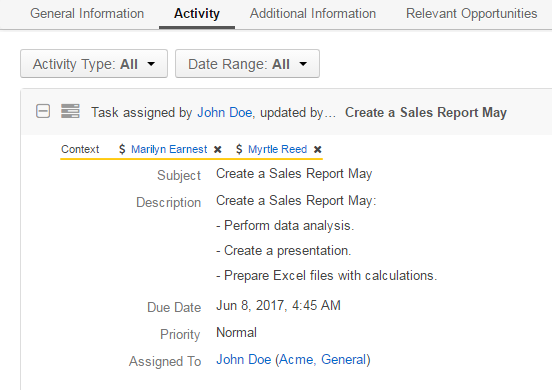 General Information Activity Additional Information Relevant Opportunities
Activity Type: All Date Range: All
Task assigned by John Doe, updated by... Create a Sales Report May
Context $ Marilyn Earnest × $ Myrtle Reed ×
Subject Create a Sales Report May
Description Create a Sales Report May:
- Perform data analysis.
- Create a presentation.
- Prepare Excel files with calculations.
Due Date Jun 8, 2017, 4:45 AM
Priority Normal
Assigned To John Doe (Acme, General)